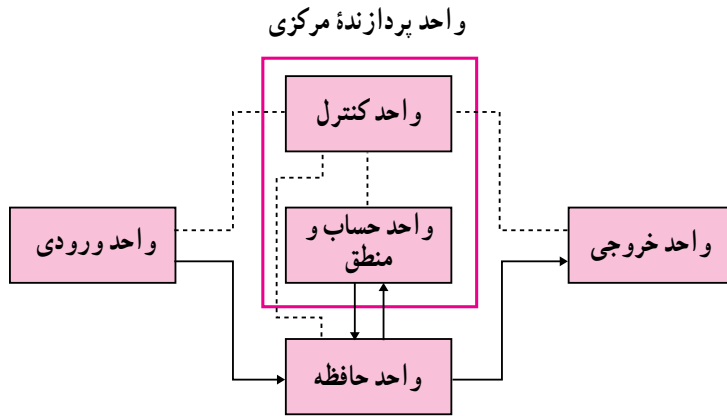 واحد پردازندهٔ مرکزی
واحد کنترل
واحد ورودی
واحد حساب و
منطق
واحد خروجی
واحد حافظه